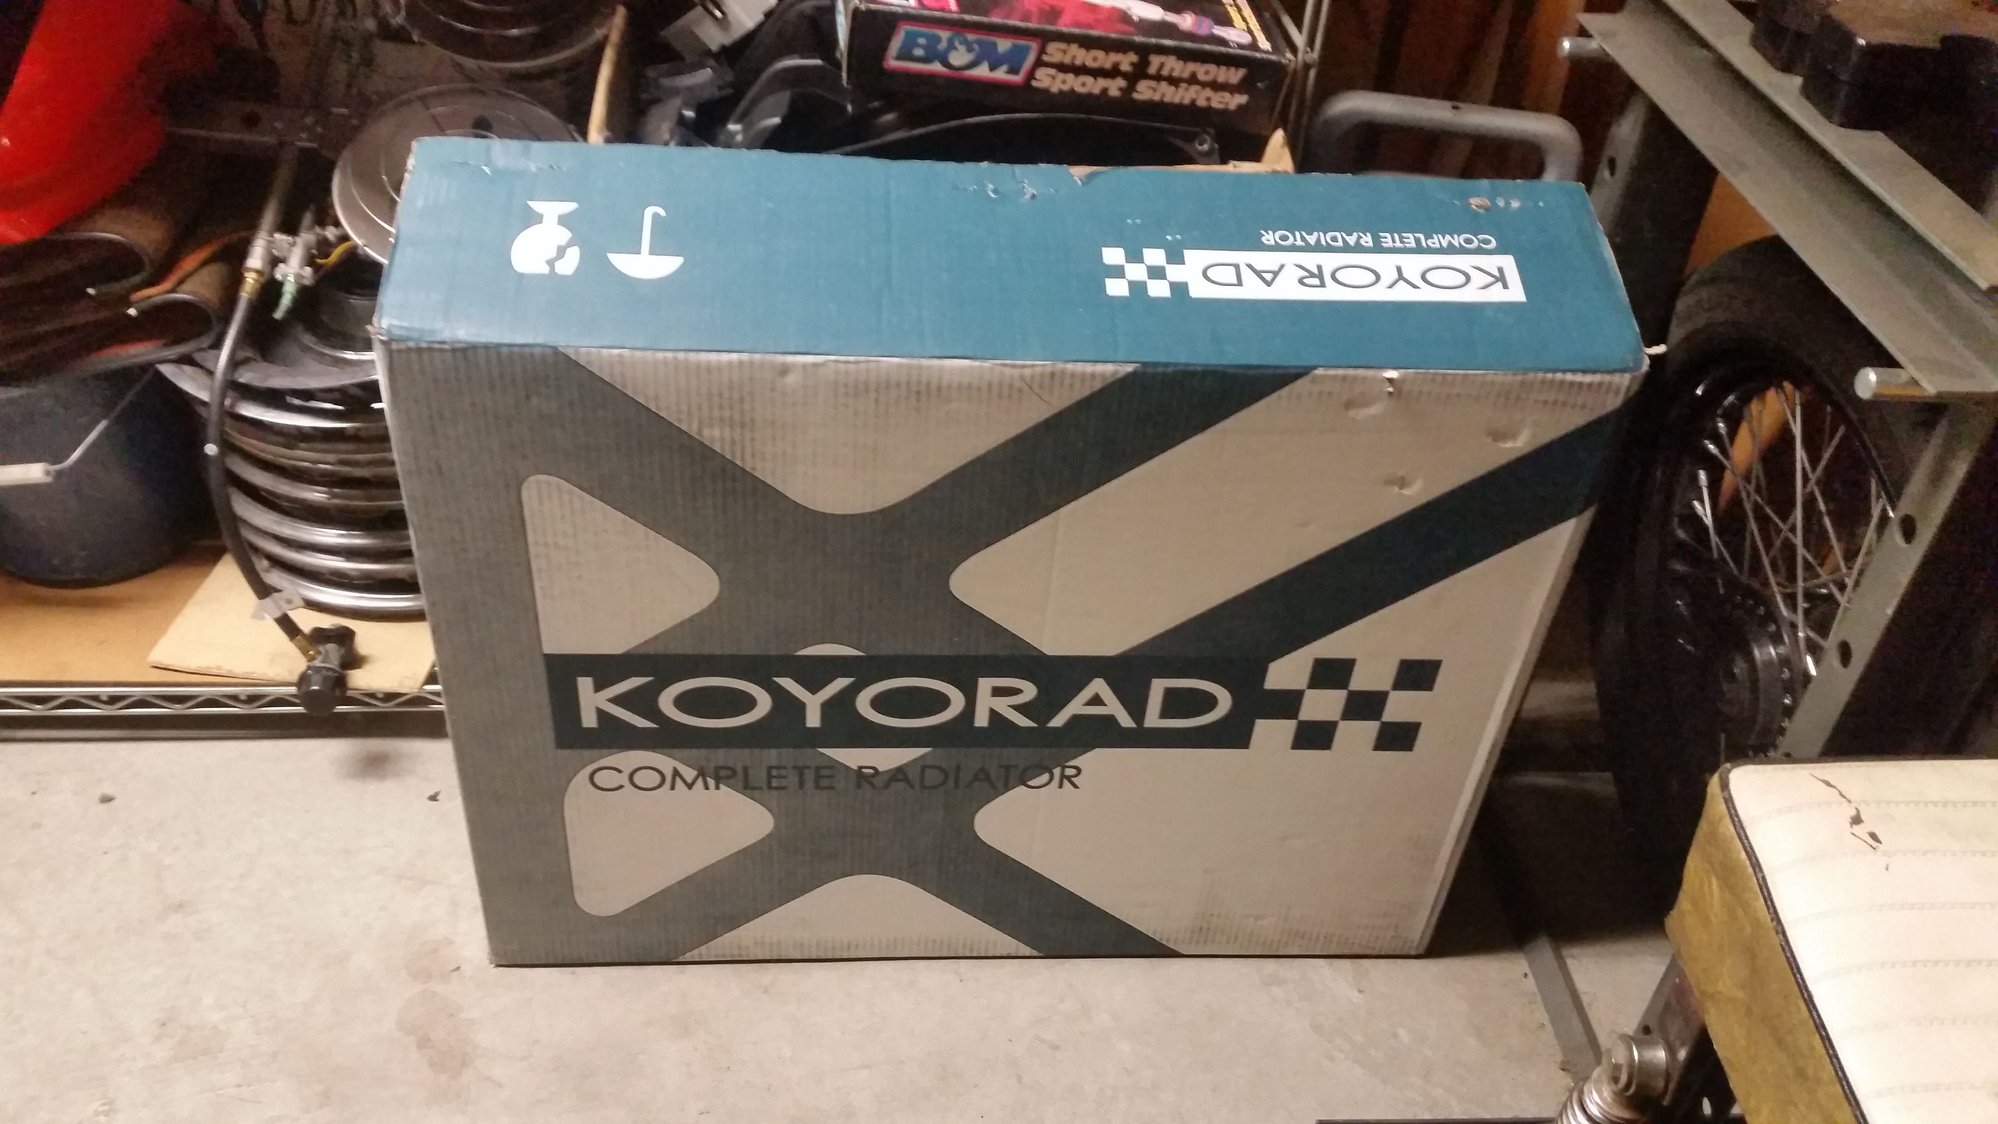 B&M Short Throw
Sport Shifter
KOYORAD
COMPLETE RADIATOR
KOYORAD
COMPLETE RADIATOR